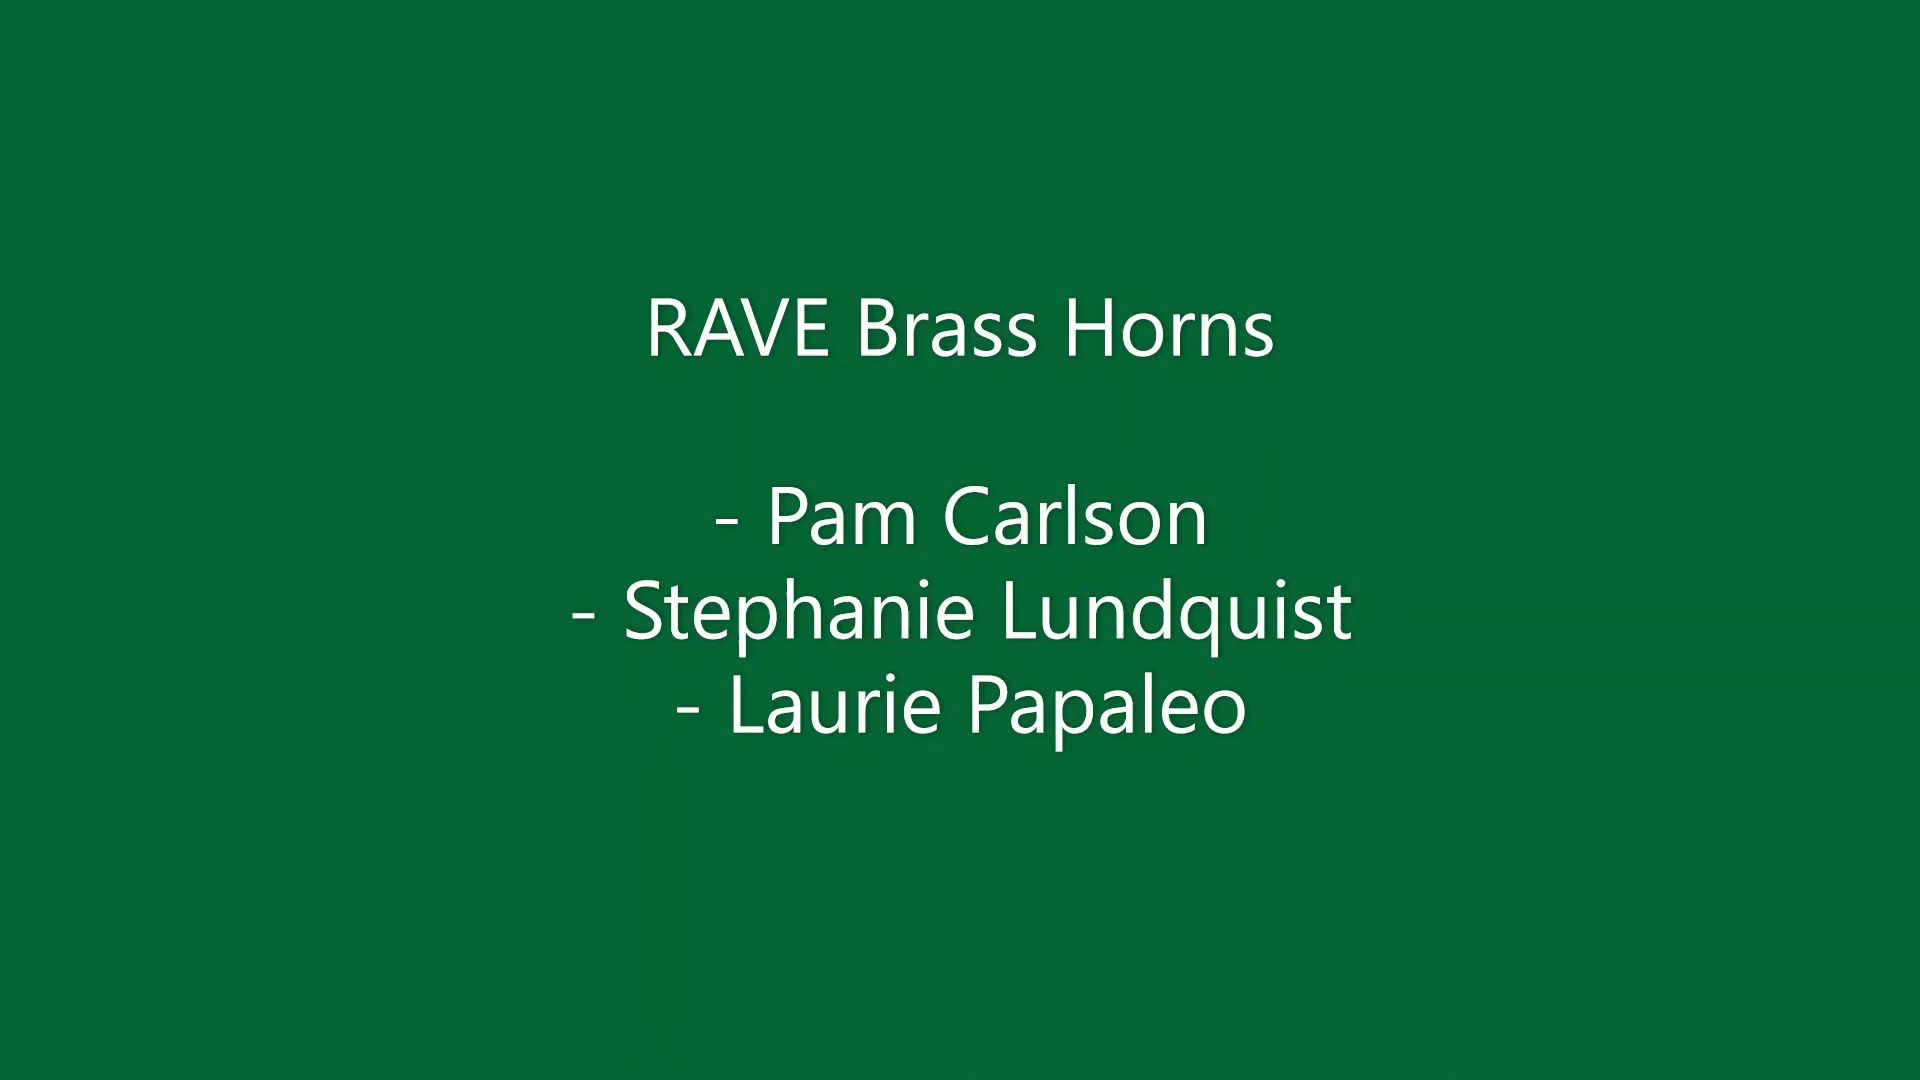 RAVE Brass Horns
- Pam Carlson
- Stephanie Lundquist
- Laurie Papaleo